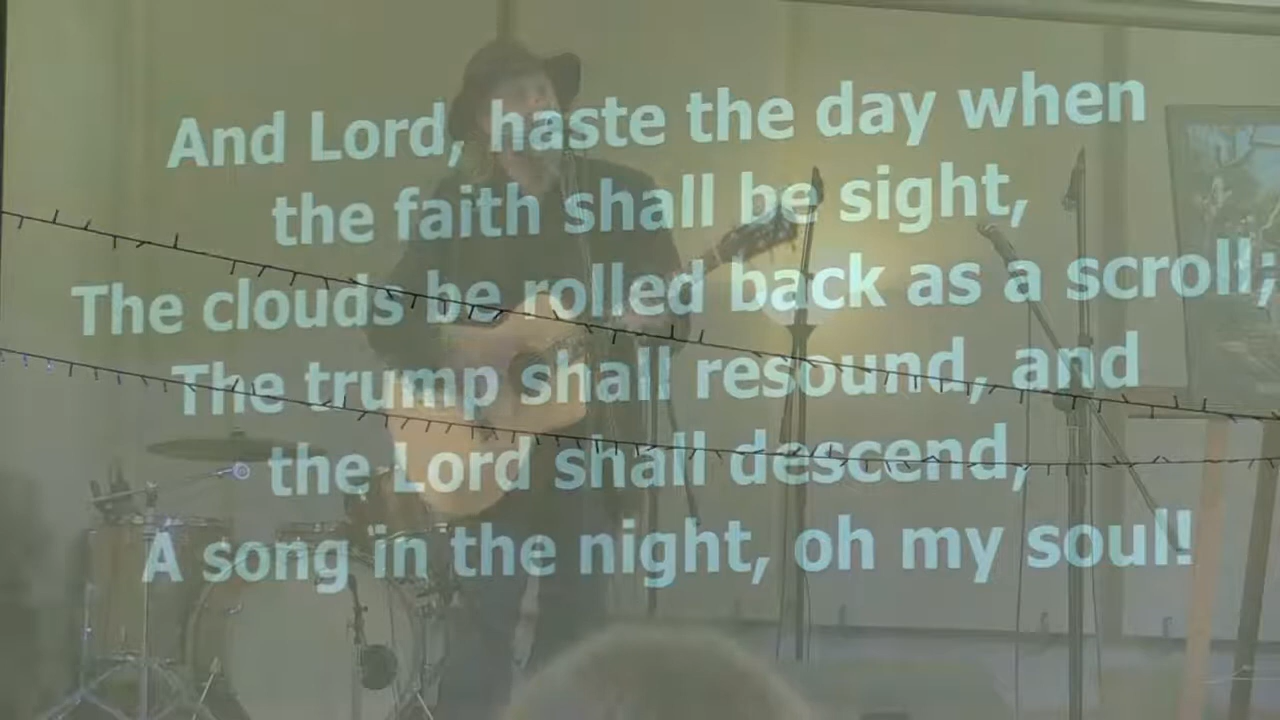 And Lord, haste the day when
the faith shall be sight,
The clouds be rolled back as a scroll;
The trump shall resound, and
the Lord shall descend,
A song in the night, oh my soul!